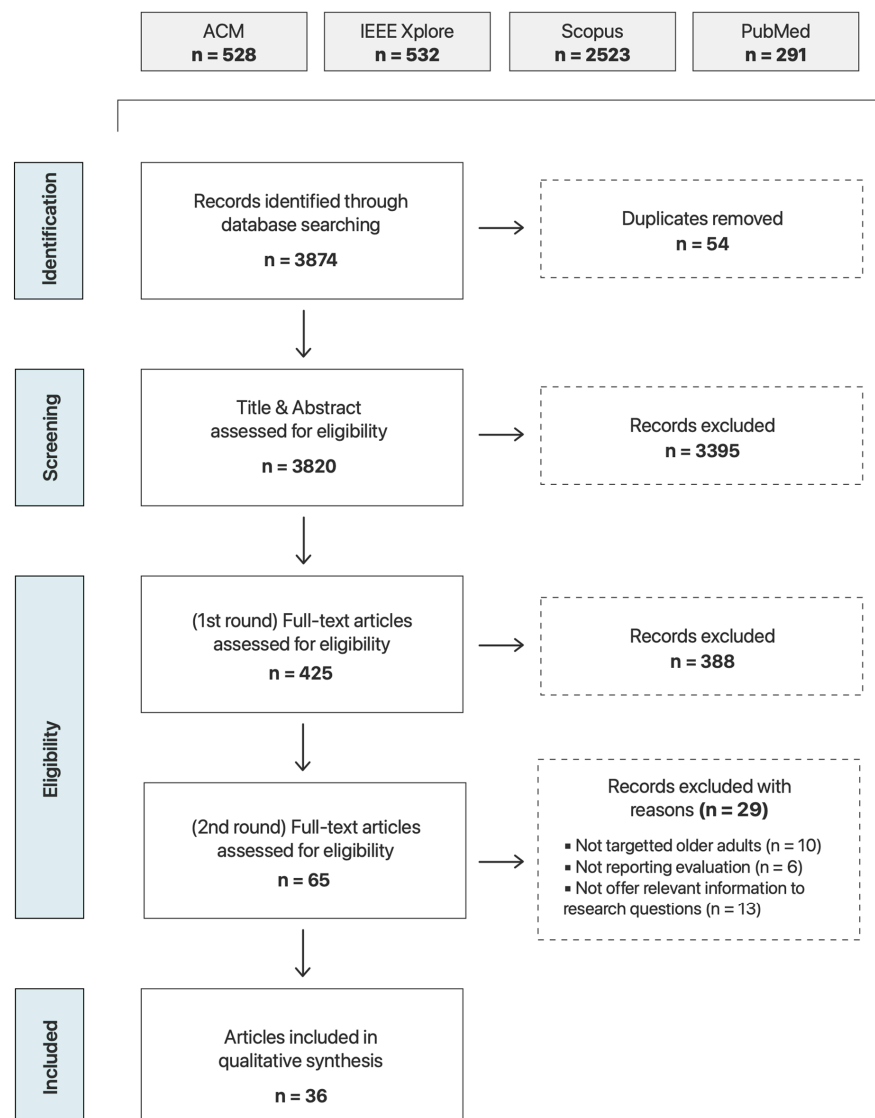 ACM
n = 528
IEEE Xplore
n = 532
Scopus
n = 2523
PubMed
n = 291
Identification
Records identified through
database searching
n = 3874
Duplicates removed
n = 54
Screening
Title & Abstract
assessed for eligibility
n = 3820
Records excluded
n = 3395
Eligibility
(1st round) Full-text articles
assessed for eligibility
n = 425
Records excluded
n = 388
(2nd round) Full-text articles
assessed for eligibility
n = 65
Records excluded with
reasons (n = 29)
▪ Not targetted older adults (n = 10)
▪ Not reporting evaluation (n = 6)
▪ Not offer relevant information to
research questions (n = 13)
Included
Articles included in
qualitative synthesis
n = 36